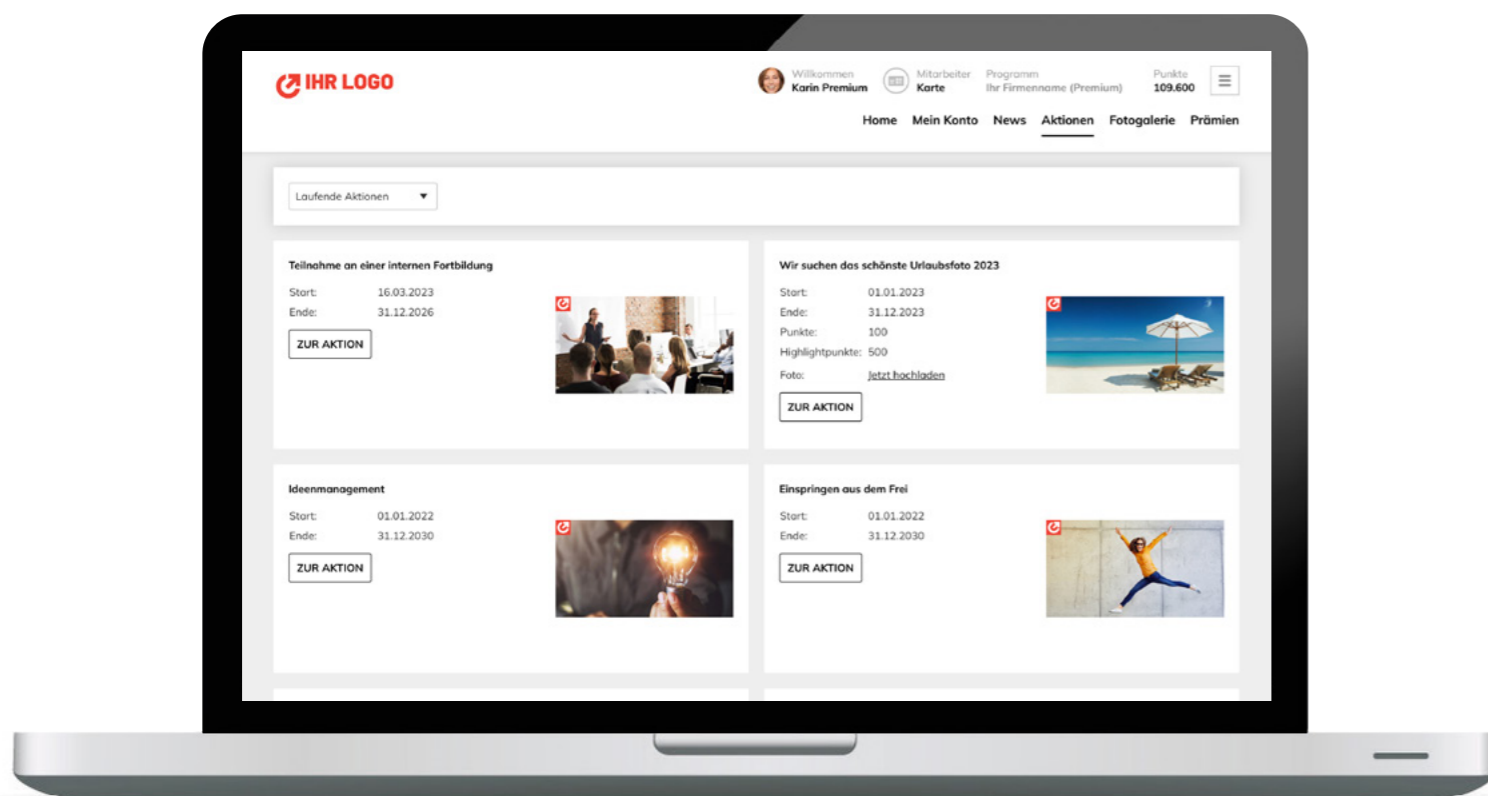 IHR LOGO
Willkommen
Karin Premium
Mitarbeiter
Karte
Programm
Ihr Firmenname (Premium)
Punkte
109.600
Home Mein Konto News Aktionen Fotogalerie Prämien
Laufende Aktionen
Teilnahme an einer internen Fortbildung
Start: 16.03.2023
Ende: 31.12.2026
ZUR AKTION
Wir suchen das schönste Urlaubsfoto 2023
Start: 01.01.2023
Ende: 31.12.2023
Punkte: 100
Highlightpunkte: 500
Foto: Jetzt hochladen
ZUR AKTION
Ideenmanagement
Start: 01.01.2022
Ende: 31.12.2030
ZUR AKTION
Einspringen aus dem Frei
Start: 01.01.2022
Ende: 31.12.2030
ZUR AKTION